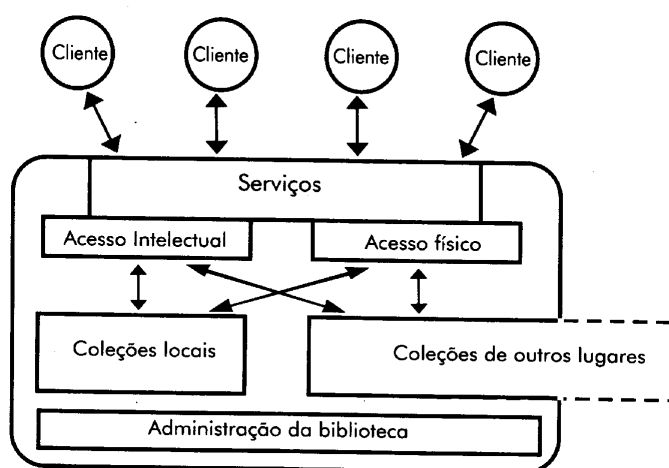 Cliente
Cliente
Cliente
Cliente
Serviços
Acesso Intelectual
Acesso físico
Coleções locais
Coleções de outros lugares
Administração da biblioteca